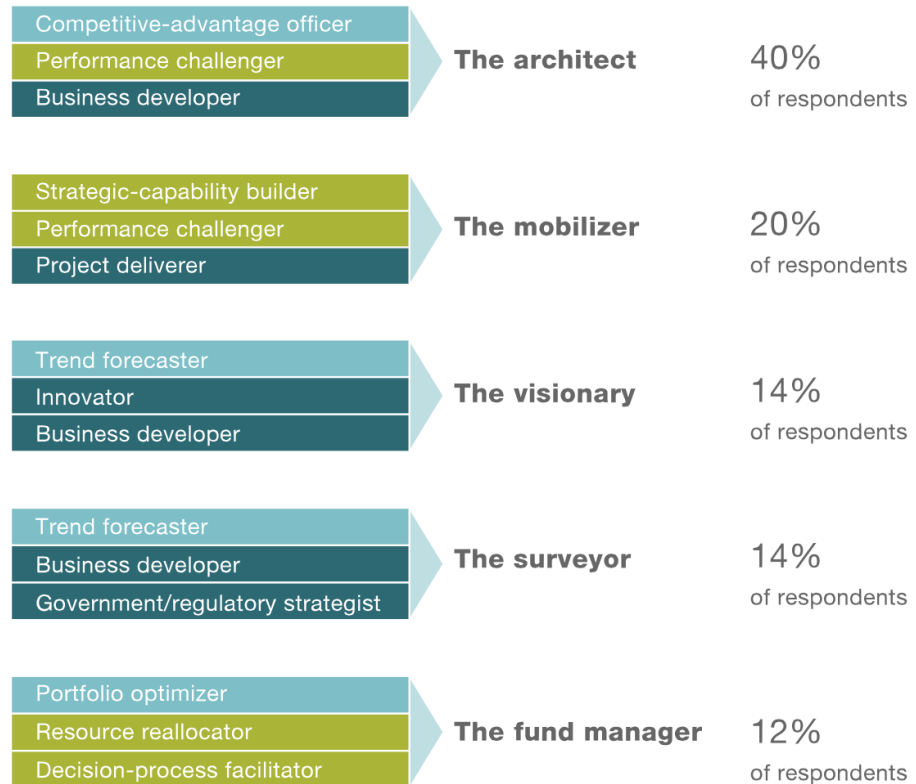 Competitive-advantage officer
Performance challenger
Business developer
The architect
40%
of respondents
Strategic-capability builder
Performance challenger
Project deliverer
The mobilizer
20%
of respondents
Trend forecaster
Innovator
Business developer
The visionary
14%
of respondents
Trend forecaster
Business developer
Government/regulatory strategist
The surveyor
14%
of respondents
Portfolio optimizer
Resource reallocator
Decision-process facilitator
The fund manager
12%
of respondents